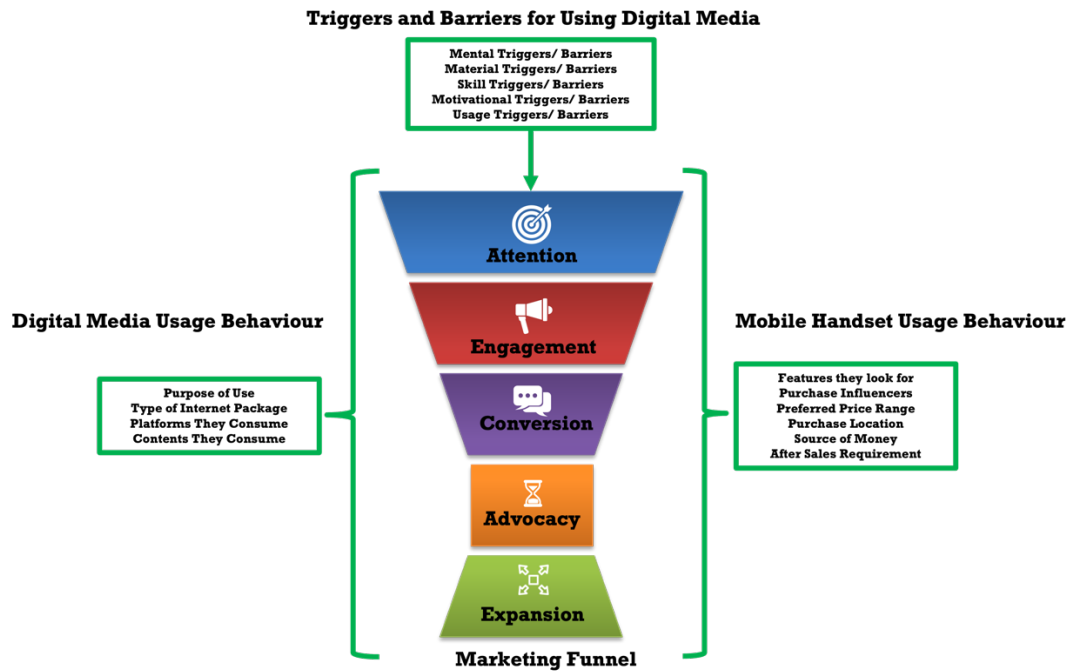 Triggers and Barriers for Using Digital Media
Mental Triggers/ Barriers
Material Triggers/ Barriers
Skill Triggers/ Barriers
Motivational Triggers/ Barriers
Usage Triggers/ Barriers
Attention
Engagement
Conversion
Advocacy
Expansion
Marketing Funnel
Digital Media Usage Behaviour
Purpose of Use
Type of Internet Package
Platforms They Consume
Contents They Consume
Mobile Handset Usage Behaviour
Features they look for
Purchase Influencers
Preferred Price Range
Purchase Location
Source of Money
After Sales Requirement